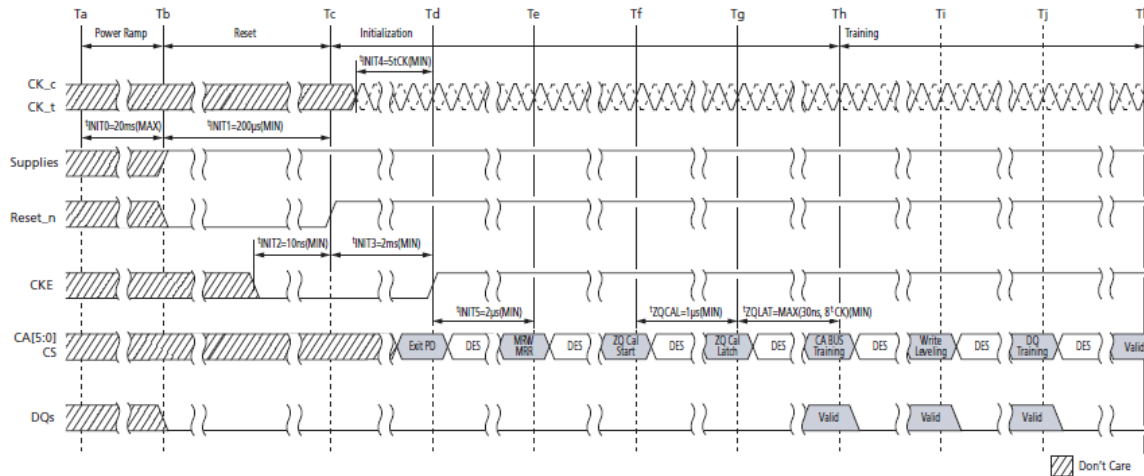 Ta Tb Tc Td Te Tf Tg Th Ti Tj
Power Ramp Reset Initialization Training
tINIT4=5tCK(MIN)
CK_c
CK_t
tINIT0=20ms(MAX) tINIT1=200μs(MIN)
Supplies
Reset_n
tINIT2=10ns(MIN) tINIT3=2ms(MIN)
CKE
tINIT5=2μs(MIN) tZQCAL=1μs(MIN) tZQLAT=MAX(30ns, 8tCK)(MIN)
CA[5:0]
CS
Exit PD DES MRW MRR DES ZQ Cal Start DES ZQ Cal Latch DES CA BUS Training DES Write Leveling DES DQ Training DES Valid
DQs Valid Valid Valid
Don't Care